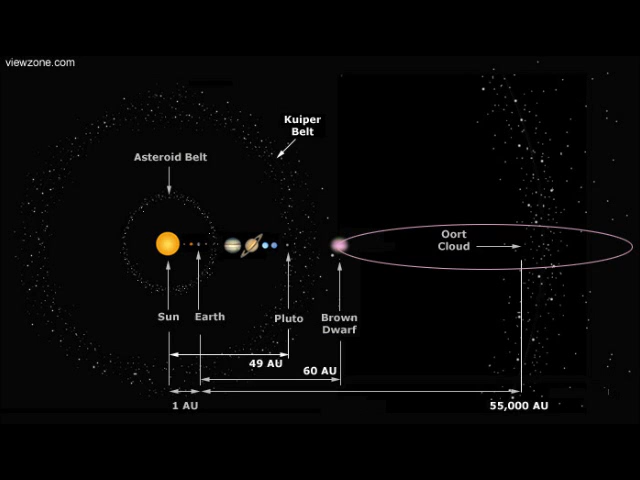 viewzone.com
Kuiper
Belt
Asteroid Belt
Oort
Cloud
Sun
Earth
Pluto
Brown
Dwarf
49 AU
60 AU
1 AU
55,000 AU